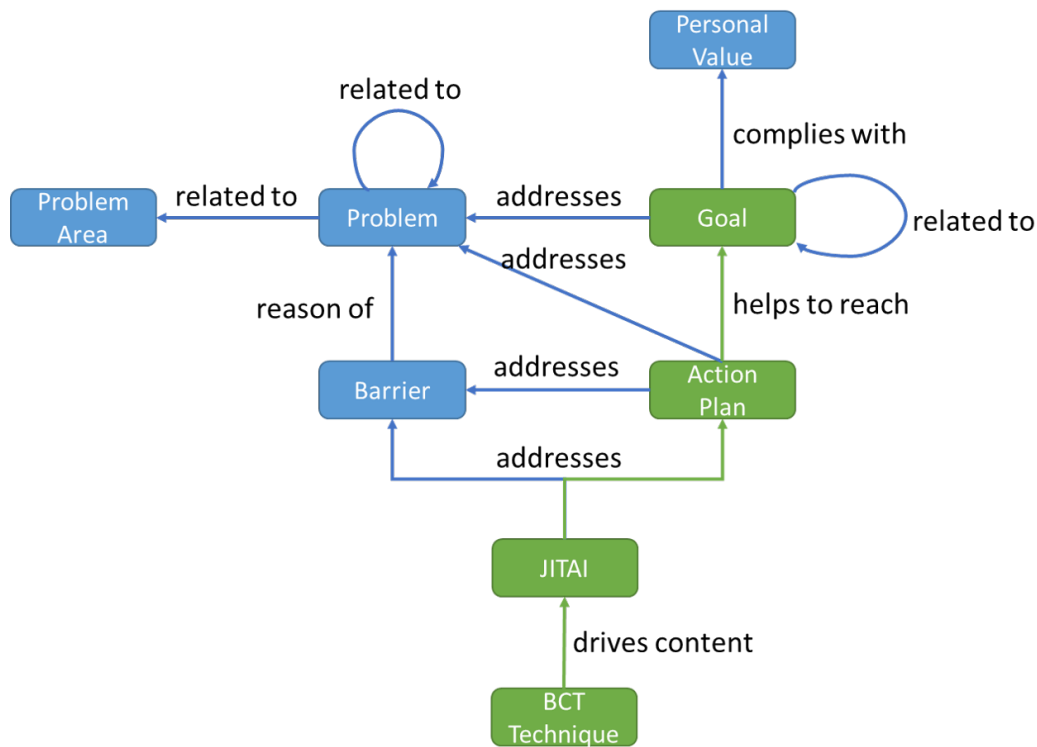 Personal
Value
related to
complies with
Problem
Area
related to
Problem
addresses
Goal
related to
addresses
reason of
helps to reach
Barrier
addresses
Action
Plan
addresses
JITAI
drives content
BCT
Technique